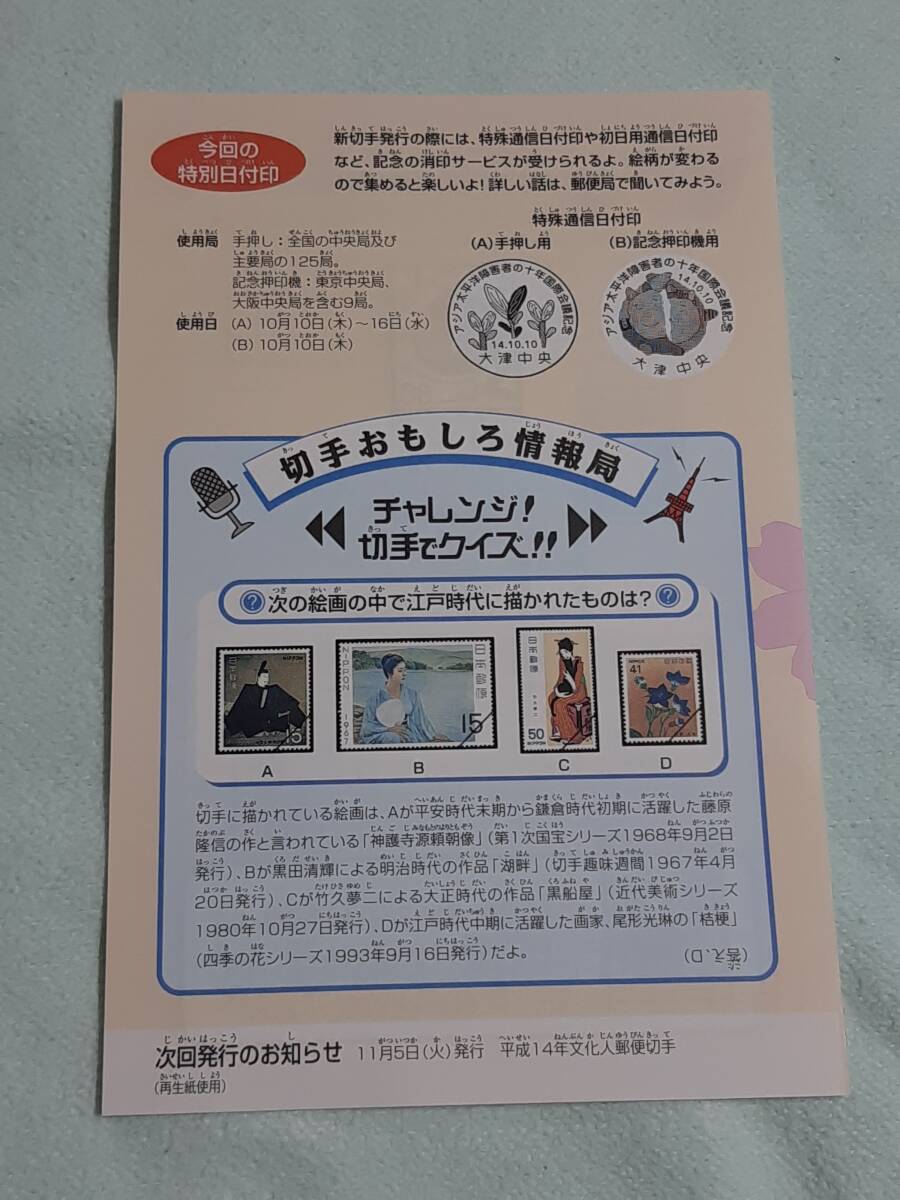 今回の
特別日付印
新切手発行の際には、特殊通信日付印や初日用通信日付印
など、記念の消印サービスが受けられるよ。絵柄が変わる
ので集めると楽しいよ!詳しい話は、郵便局で聞いてみよう。
特殊通信日付印
(A)手押し用
(B)記念押印機用
使用局 手押し:全国の中央局及び
主要局の125局。
記念押印機:東京中央局、
大阪中央局を含む9局。
使用日 (A) 10月10日(木)〜16日(水)
(B) 10月10日(木)
アジア太平洋障害者の十年国際会議記念
14.10.10
大津中央
アジア太平洋障害者の十年国際会議記念
14.10.10
大津中央
切手おもしろ情報局
チャレンジ!
切手でクイズ!!
?次の絵画の中で江戸時代に描かれたものは??
日本郵便
NIPPON
15
NIPPON
1967
日本郵便
15
日本郵便
50
NIPPON
NIPPON
41
A
B
C
D
切手に描かれている絵画は、Aが平安時代末期から鎌倉時代初期に活躍した藤原
隆信の作と言われている「神護寺源頼朝像」(第1次国宝シリーズ1968年9月2日
発行)、Bが黒田清輝による明治時代の作品「湖畔」(切手趣味週間1967年4月
20日発行)、Cが竹久夢二による大正時代の作品「黒船屋」(近代美術シリーズ
1980年10月27日発行)、Dが江戸時代中期に活躍した画家、尾形光琳の「桔梗」
(四季の花シリーズ1993年9月16日発行)だよ。
(答え、D)
次回発行のお知らせ 11月5日(火)発行 平成14年文化人郵便切手
(再生紙使用)